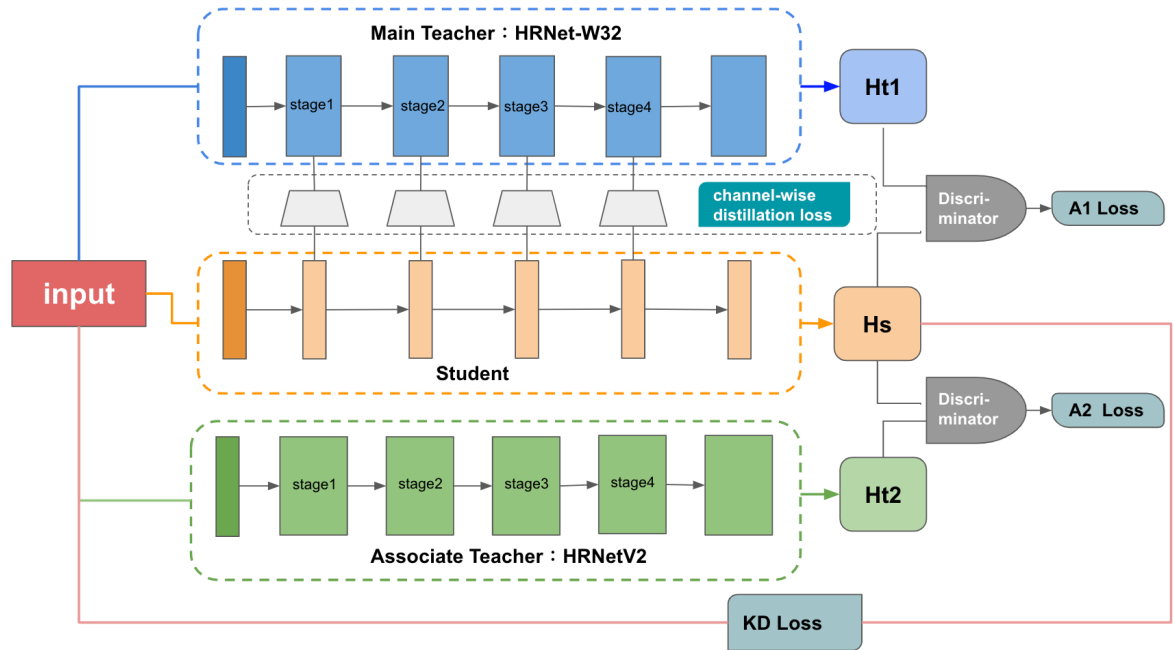 Main Teacher：HRNet-W32
stage1
stage2
stage3
stage4
Ht1
channel-wise
distillation loss
Discri-
minator
A1 Loss
input
Hs
Student
Discri-
minator
A2 Loss
stage1
stage2
stage3
stage4
Ht2
Associate Teacher：HRNetV2
KD Loss